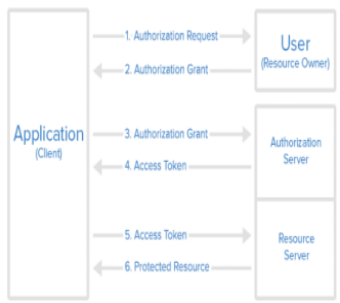 1. Authorization Request
User
(Resource Owner)
2. Authorization Grant
Application
(Client)
3. Authorization Grant
Authorization
Server
4. Access Token
5. Access Token
Resource
Server
6. Protected Resource